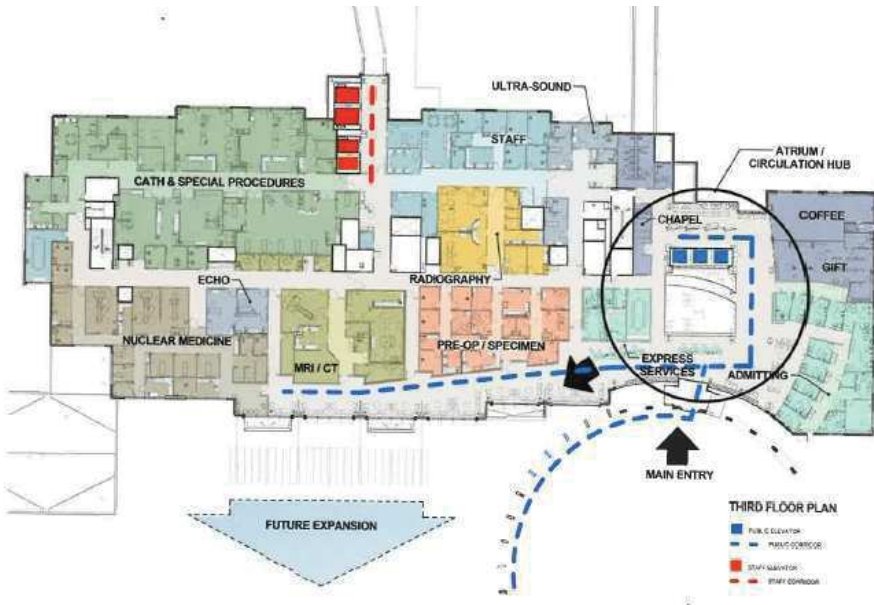 ULTRA-SOUND
STAFF
ATRIUM /
CIRCULATION HUB
CATH & SPECIAL PROCEDURES
CHAPEL
COFFEE
ECHO
RADIOGRAPHY
GIFT
NUCLEAR MEDICINE
PRE-OP / SPECIMEN
MRI / CT
EXPRESS
SERVICES
ADMITTING
MAIN ENTRY
FUTURE EXPANSION
THIRD FLOOR PLAN
PUBLIC ELEVATOR
PUBLIC CORRIDOR
STAFF ELEVATOR
STAFF CORRIDOR